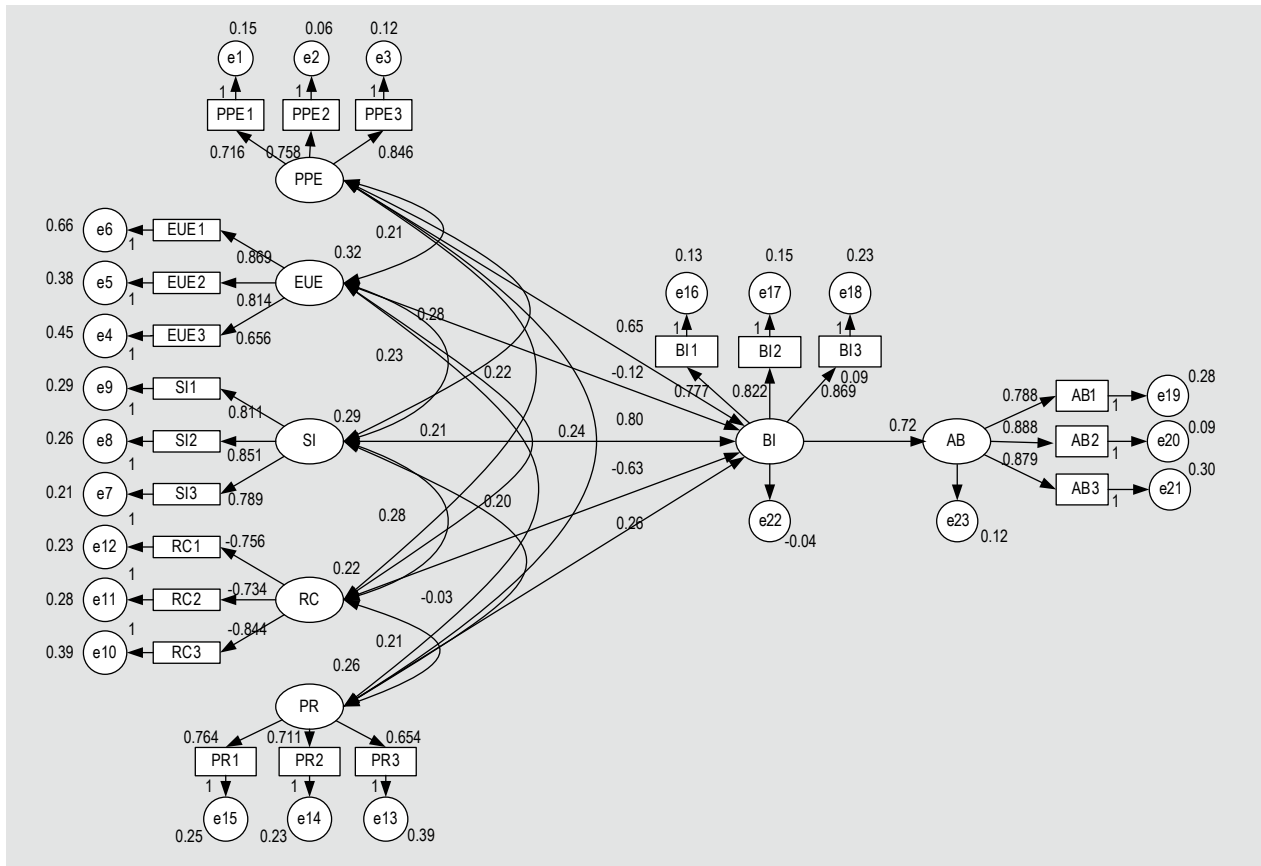 0.15 0.06 0.12
e1 e2 e3
1 1 1
PPE1 PPE2 PPE3
0.716 0.758 0.846
PPE
0.66 e6 1 EUE1 0.869
0.21
0.32
0.38 e5 1 EUE2 0.814 EUE
0.45 e4 1 EUE3 0.656
0.28
0.23
0.22
0.13 0.15 0.23
e16 e17 e18
1 1 1
BI1 BI2 BI3
0.777 0.822 0.869
0.09
0.65
-0.12
0.80
-0.63
0.26
0.29 e9 1 SI1 0.811
0.29
0.26 e8 1 SI2 0.851 SI
0.21 e7 1 SI3 0.789
0.21 0.24
BI 0.72 AB
e22 -0.04
e23 0.12
0.788 AB1 1 e19 0.28
0.888 AB2 1 e20 0.09
0.879 AB3 1 e21 0.30
0.28
0.20
0.23 e12 1 RC1 -0.756
0.22
0.28 e11 1 RC2 -0.734 RC
0.39 e10 RC3 -0.844
-0.03
0.21
0.26
PR
0.764 0.711 0.654
PR1 PR2 PR3
1 1 1
e15 e14 e13
0.25 0.23 0.39